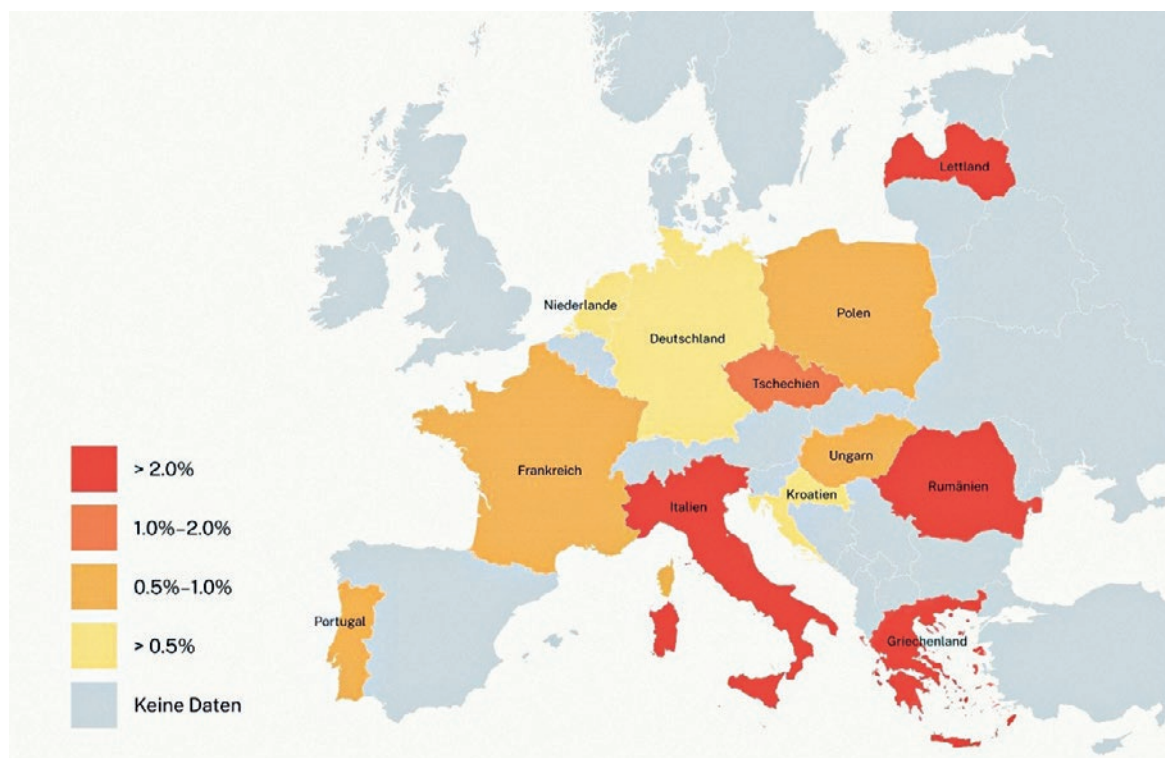 Lettland
Niederlande
Polen
Deutschland
Tschechien
Ungarn
Frankreich
Rumänien
Kroatien
Italien
Portugal
Griechenland
> 2.0%
1.0%–2.0%
0.5%–1.0%
> 0.5%
Keine Daten